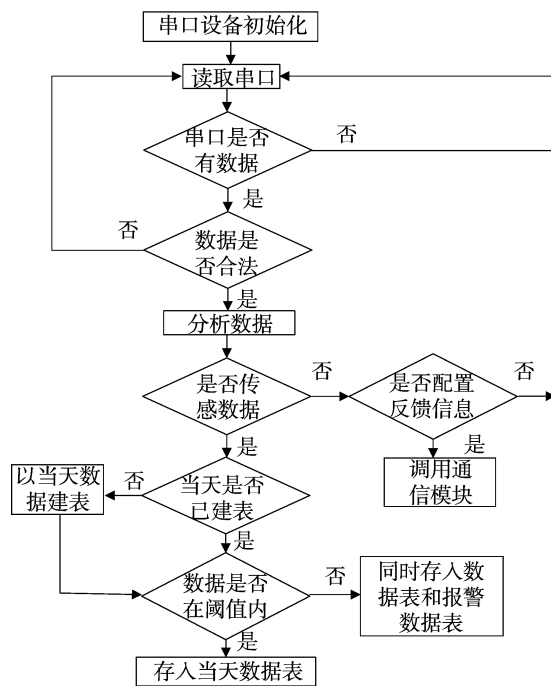 串口设备初始化
读取串口
串口是否
有数据
否
是
否
数据是
否合法
是
分析数据
是否传
感数据
否
是否配置
反馈信息
否
是
是
调用通
信模块
以当天数
据建表
否
当天是否
已建表
是
数据是否
在阈值内
否
同时存入数
据表和报警
数据表
是
存入当天数据表